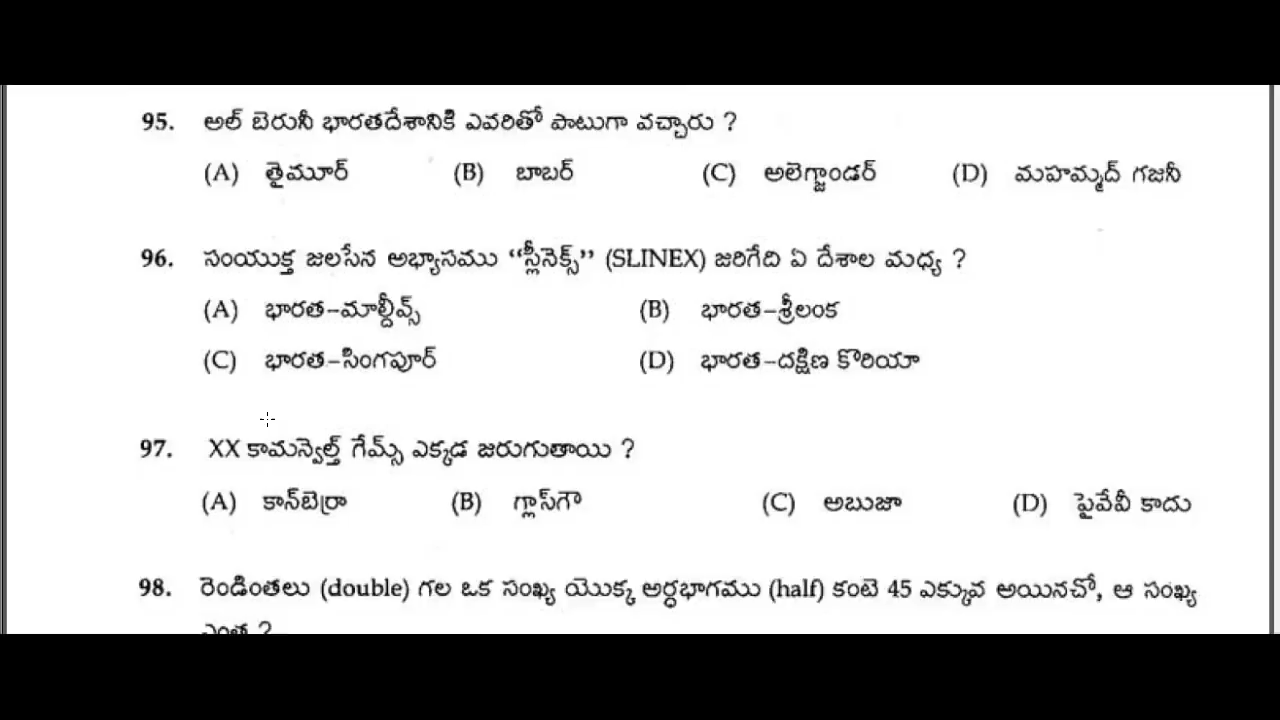 95. అల్ బెరునీ భారతదేశానికి ఎవరితో పాటుగా వచ్చారు ?
(A) తైమూర్ (B) బాబర్ (C) అలెగ్జాండర్ (D) మహమ్మద్ గజనీ
96. సంయుక్త జలసేన అభ్యాసము “స్లీనెక్స్” (SLINEX) జరిగేది ఏ దేశాల మధ్య ?
(A) భారత-మాల్దీవ్స్ (B) భారత-శ్రీలంక
(C) భారత-సింగపూర్ (D) భారత-దక్షిణ కొరియా
97. XX కామన్వెల్త్ గేమ్స్ ఎక్కడ జరుగుతాయి ?
(A) కాన్‌బెర్రా (B) గ్లాస్‌గౌ (C) అబుజా (D) పైవేవీ కాదు
98. రెండింతలు (double) గల ఒక సంఖ్య యొక్క అర్ధభాగము (half) కంటె 45 ఎక్కువ అయినచో, ఆ సంఖ్య
ఎంత ?